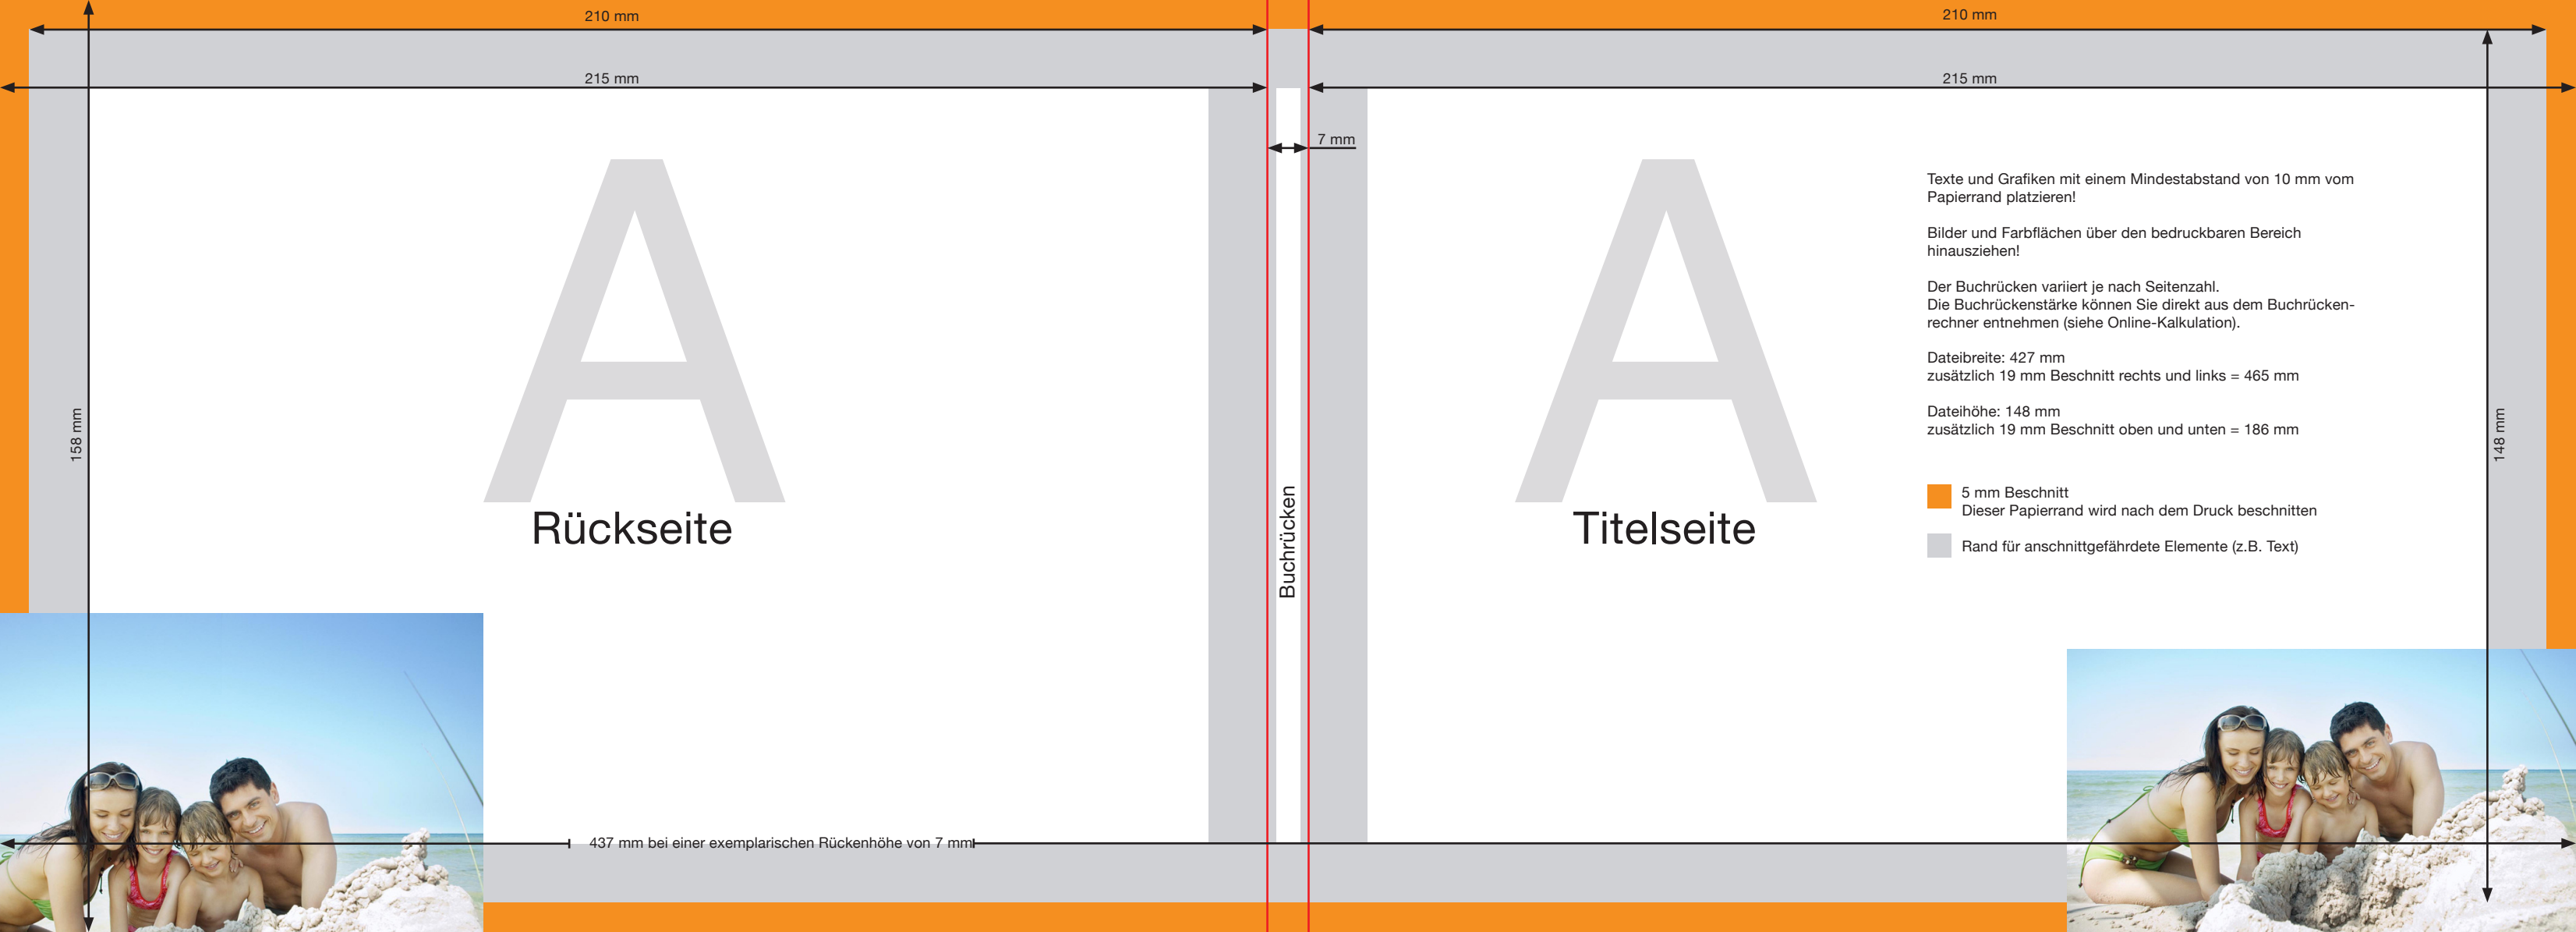 210 mm
210 mm
215 mm
215 mm
7 mm
A
A
Rückseite
Buchrücken
Titelseite
158 mm
148 mm
Texte und Grafiken mit einem Mindestabstand von 10 mm vom
Papierrand platzieren!
Bilder und Farbflächen über den bedruckbaren Bereich
hinausziehen!
Der Buchrücken variiert je nach Seitenzahl.
Die Buchrückenstärke können Sie direkt aus dem Buchrücken-
rechner entnehmen (siehe Online-Kalkulation).
Dateibreite: 427 mm
zusätzlich 19 mm Beschnitt rechts und links = 465 mm
Dateihöhe: 148 mm
zusätzlich 19 mm Beschnitt oben und unten = 186 mm
5 mm Beschnitt
Dieser Papierrand wird nach dem Druck beschnitten
Rand für anschnittgefährdete Elemente (z.B. Text)
437 mm bei einer exemplarischen Rückenhöhe von 7 mm